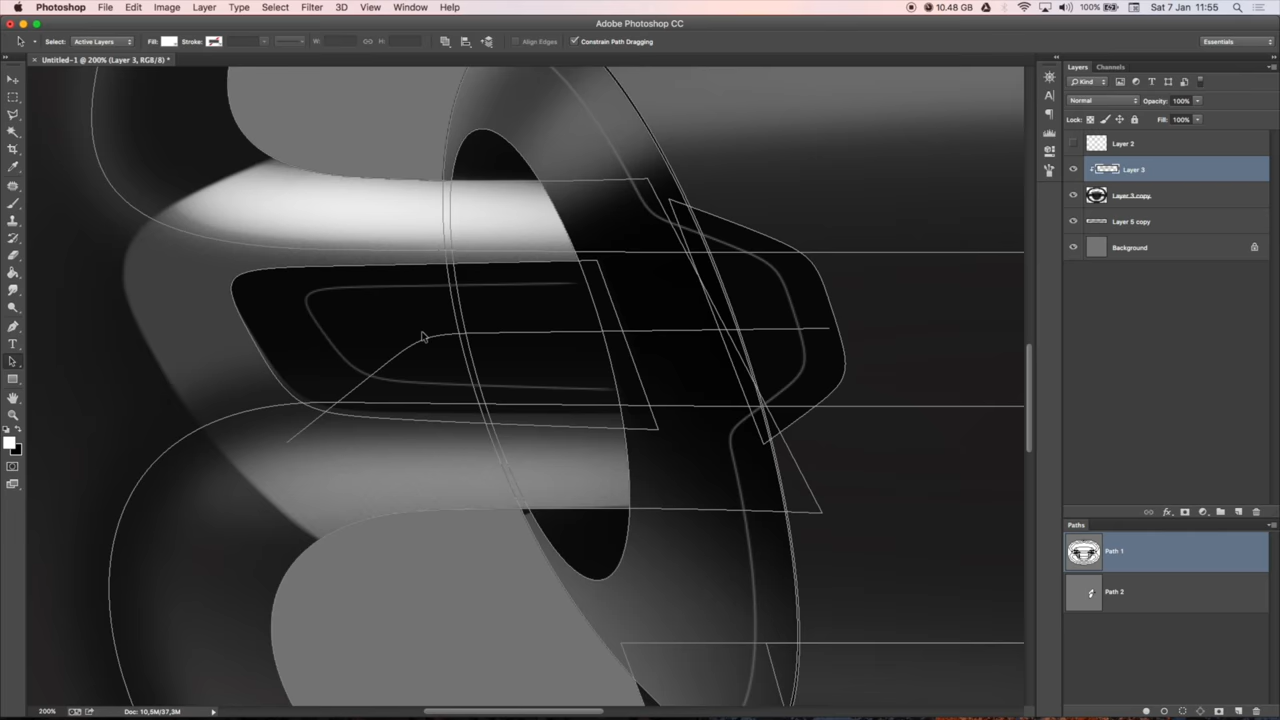 Photoshop File Edit Image Layer Type Select Filter 3D View Window Help 10.48 GB 100% Sat 7 Jan 11:55
Adobe Photoshop CC
Select: Active Layers Fill: Stroke: W: H: Align Edges Constrain Path Dragging Essentials
Untitled-1 @ 200% (Layer 3, RGB/8) *
Layers Channels
Kind
Normal Opacity: 100%
Lock: Fill: 100%
Layer 2
Layer 3
Layer 3 copy
Layer 5 copy
Background
Paths
Path 1
Path 2
200% Doc: 10,5M/37,3M